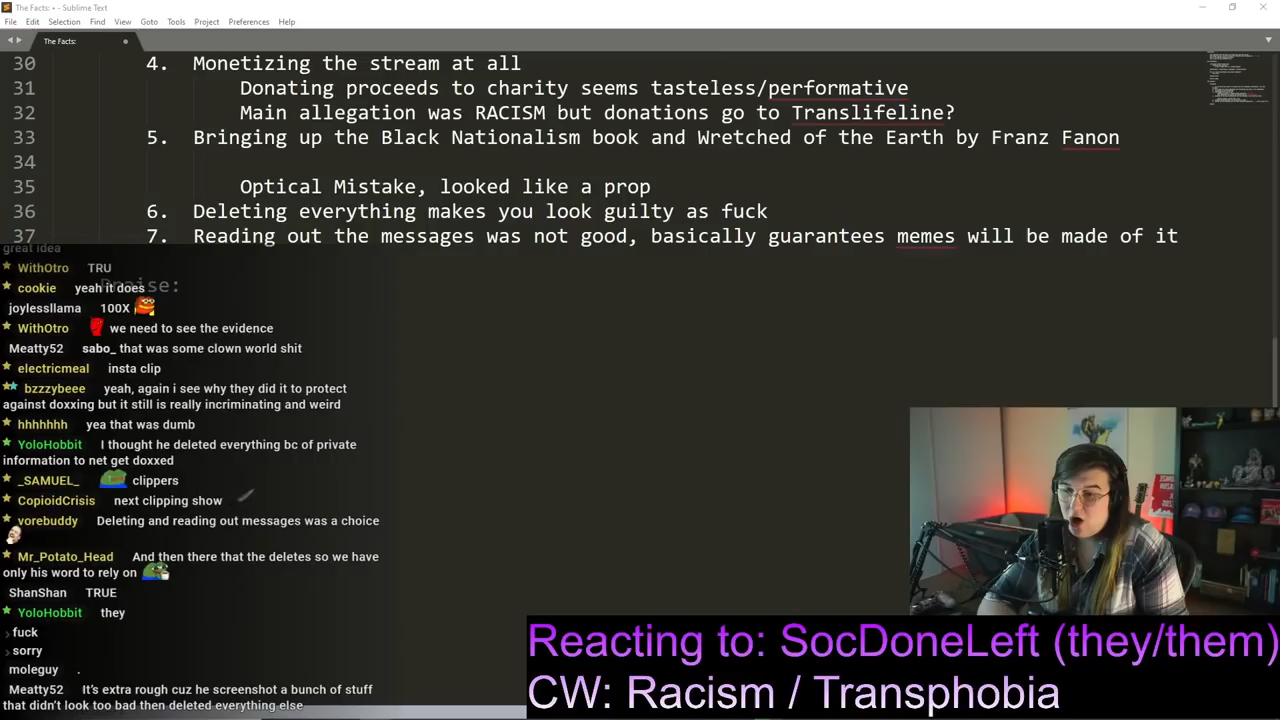 The Facts: • - Sublime Text
File Edit Selection Find View Goto Tools Project Preferences Help
The Facts:
30 4. Monetizing the stream at all
31 Donating proceeds to charity seems tasteless/performative
32 Main allegation was RACISM but donations go to Translifeline?
33 5. Bringing up the Black Nationalism book and Wretched of the Earth by Franz Fanon
34
35 Optical Mistake, looked like a prop
36 6. Deleting everything makes you look guilty as fuck
37 7. Reading out the messages was not good, basically guarantees memes will be made of it
Praise:
great idea
WithOtro TRU
cookie yeah it does
joylessllama 100X
WithOtro we need to see the evidence
Meatty52 sabo_ that was some clown world shit
electricmeal insta clip
bzzzybeee yeah, again i see why they did it to protect
against doxxing but it still is really incriminating and weird
hhhhhhh yea that was dumb
YoloHobbit I thought he deleted everything bc of private
information to net get doxxed
_SAMUEL_ clippers
CopioidCrisis next clipping show
vorebuddy Deleting and reading out messages was a choice
Mr_Potato_Head And then there that the deletes so we have
only his word to rely on
ShanShan TRUE
YoloHobbit they
fuck
sorry
moleguy .
Meatty52 It's extra rough cuz he screenshot a bunch of stuff
that didn't look too bad then deleted everything else
Reacting to: SocDoneLeft (they/them)
CW: Racism / Transphobia